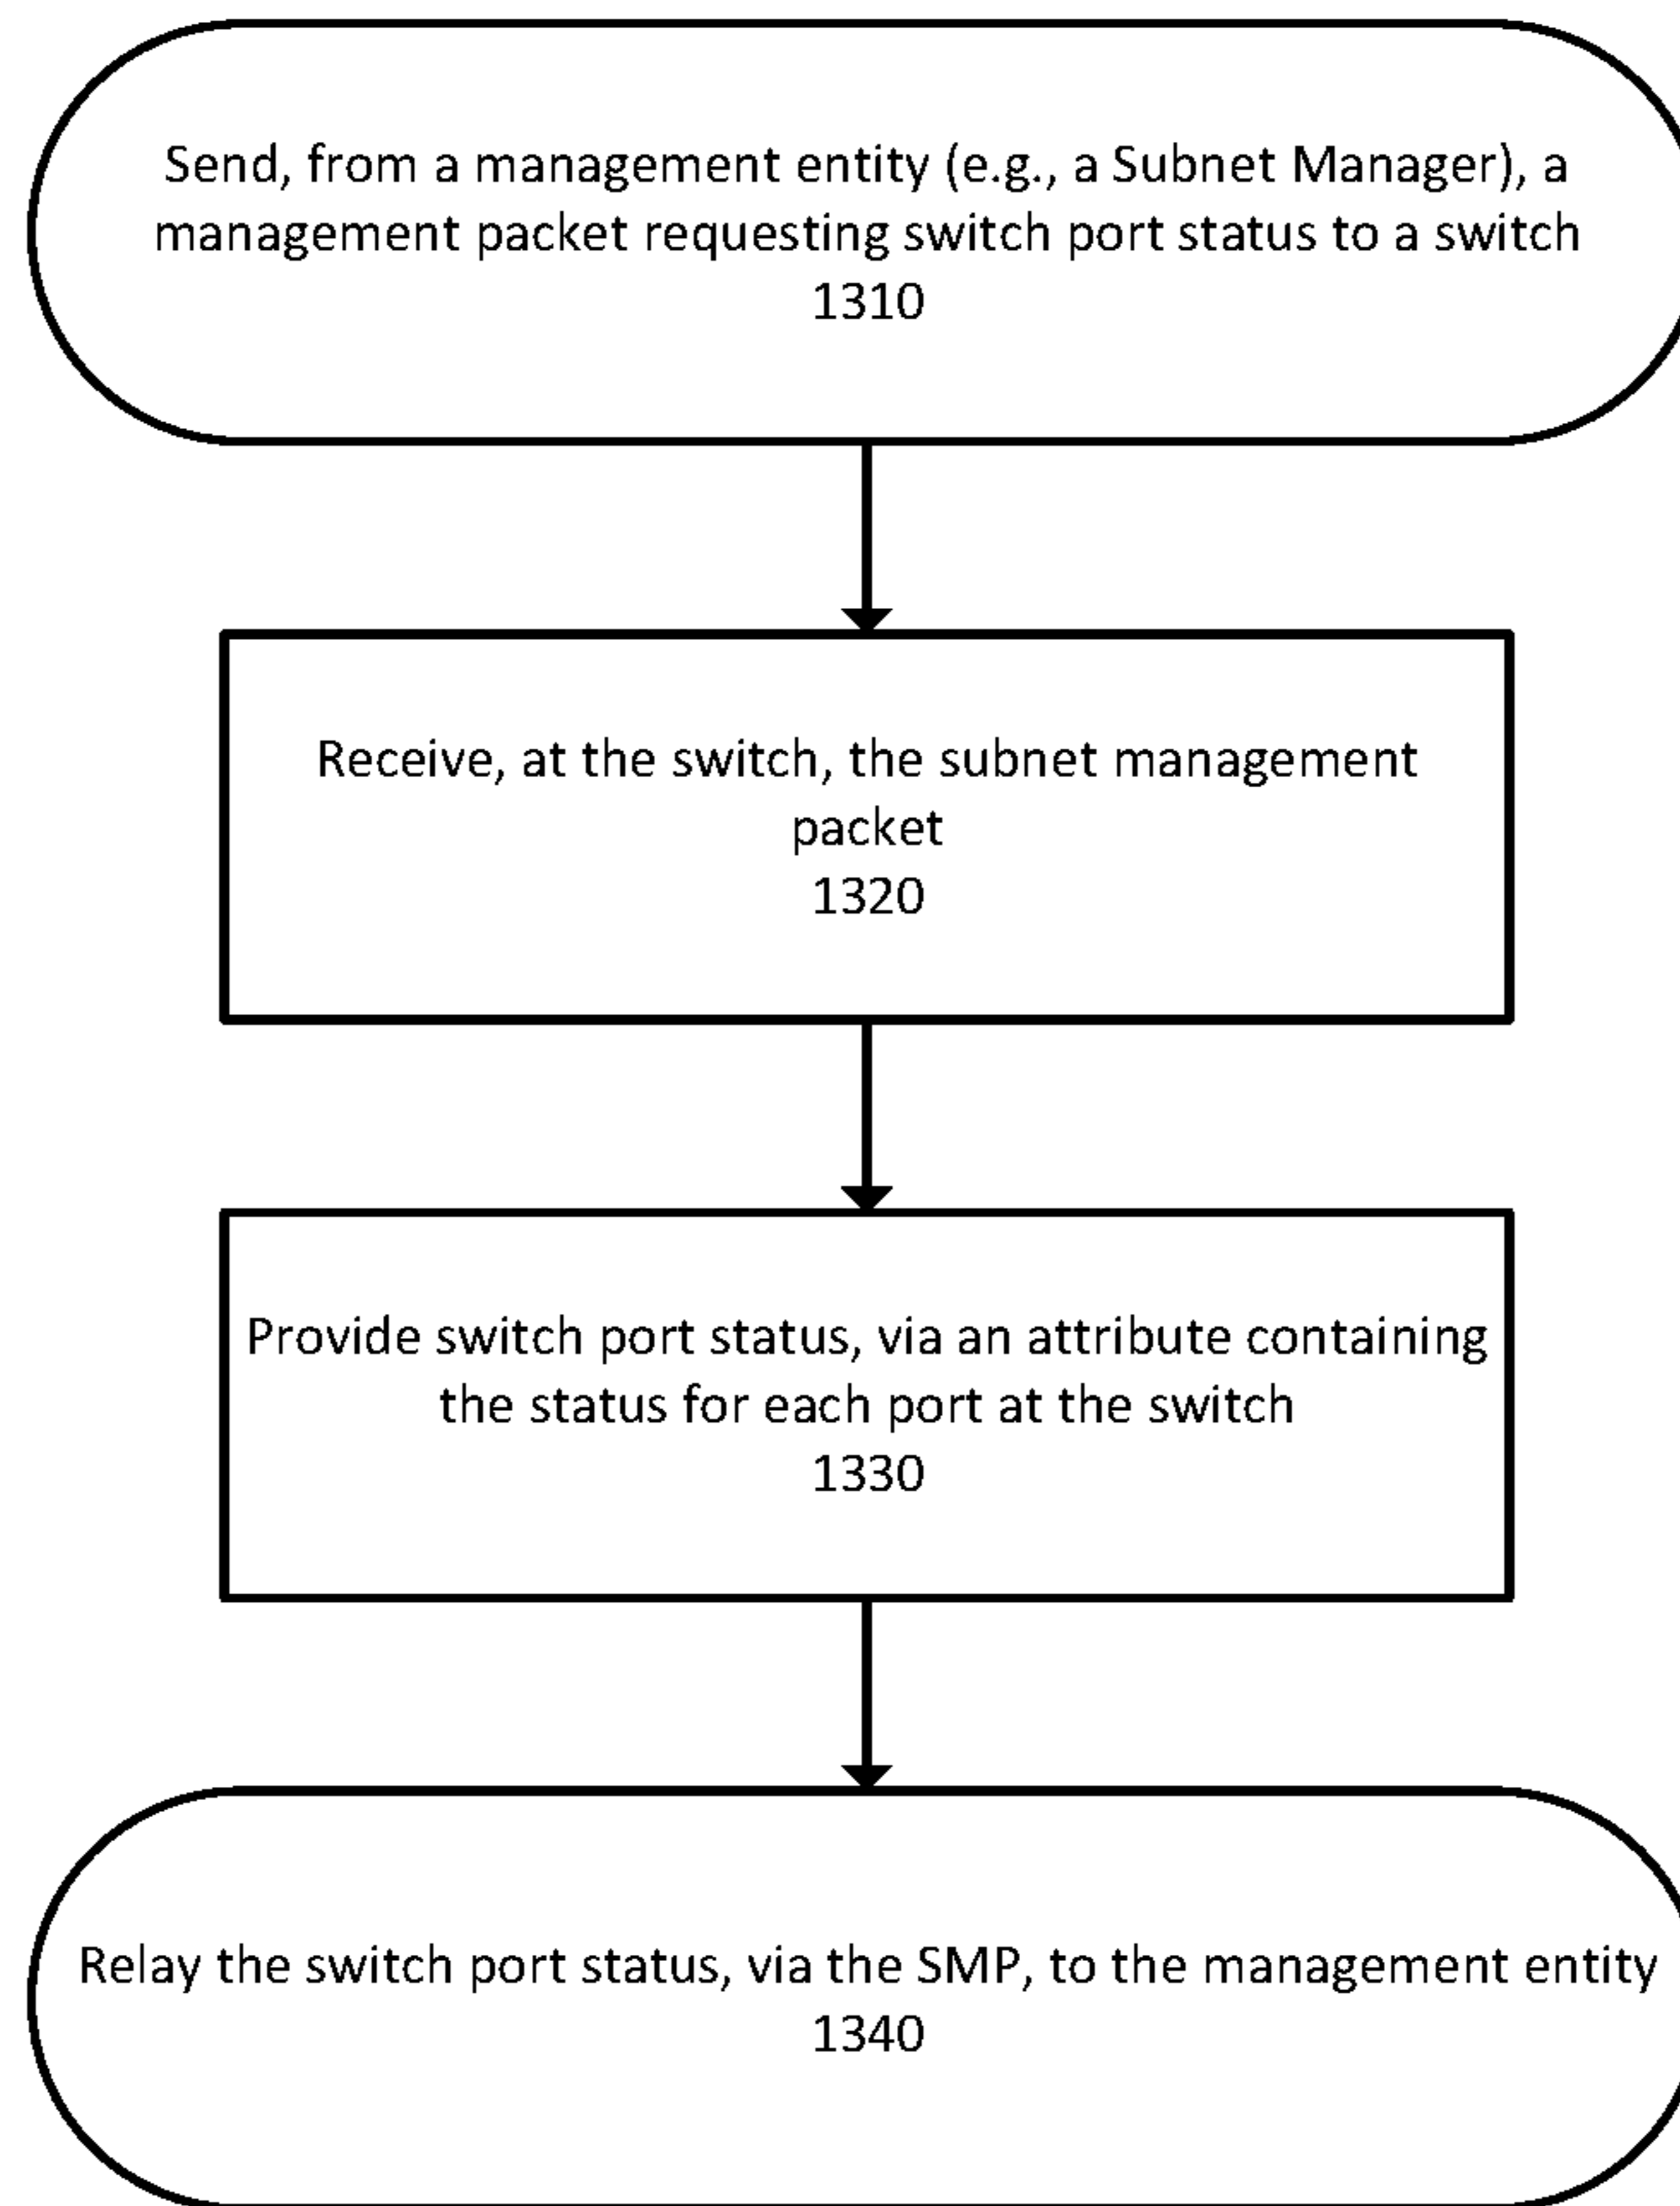 Send, from a management entity (e.g., a Subnet Manager), a
management packet requesting switch port status to a switch
1310
Receive, at the switch, the subnet management
packet
1320
Provide switch port status, via an attribute containing
the status for each port at the switch
1330
Relay the switch port status, via the SMP, to the management entity
1340